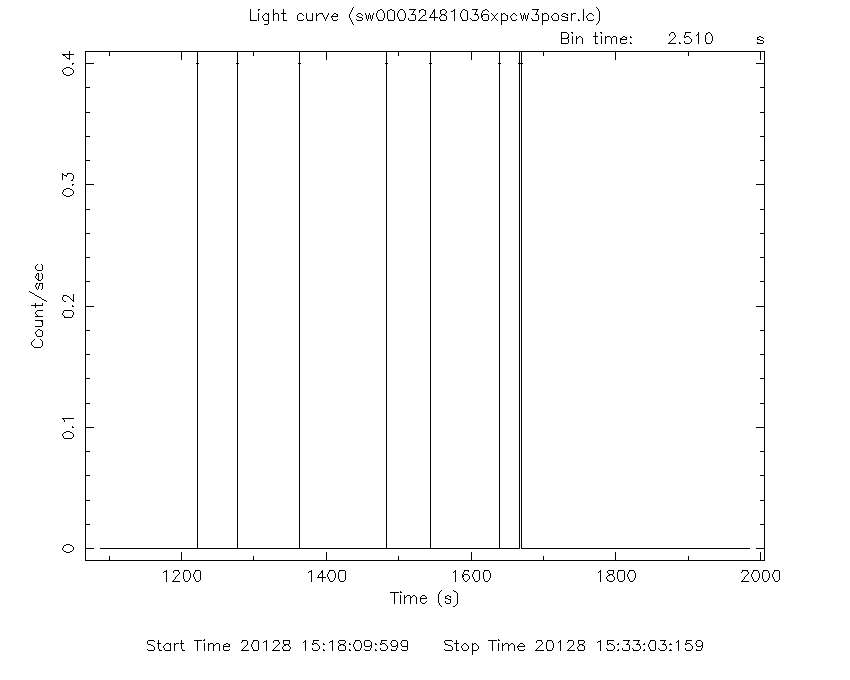 Light curve (sw00032481036xpcw3posr.lc)
Bin time: 2.510 s
0.4
0.3
0.2
0.1
0
Count/sec
1200 1400 1600 1800 2000
Time (s)
Start Time 20128 15:18:09:599 Stop Time 20128 15:33:03:159